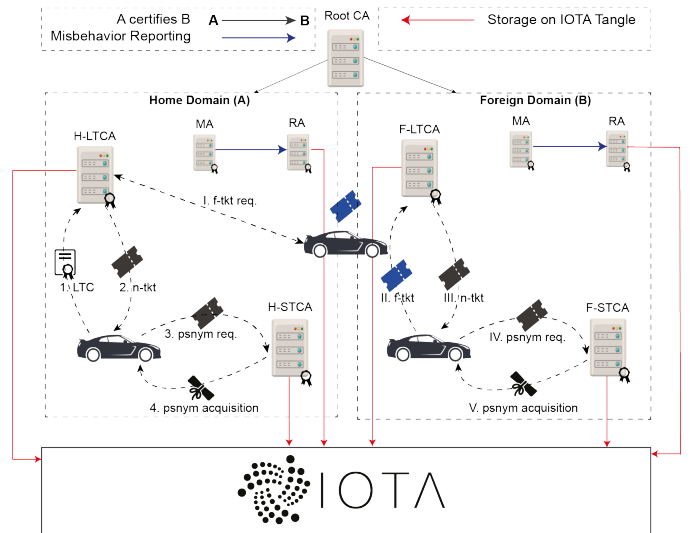 A certifies B A B
Misbehavior Reporting
Root CA
Storage on IOTA Tangle
Home Domain (A)
Foreign Domain (B)
H-LTCA
MA
RA
F-LTCA
MA
RA
I. f-tkt req.
1. LTC
2. n-tkt
II. f-tkt
III. n-tkt
H-STCA
F-STCA
3. psnym req.
IV. psnym req.
4. psnym acquisition
V. psnym acquisition
IOTA